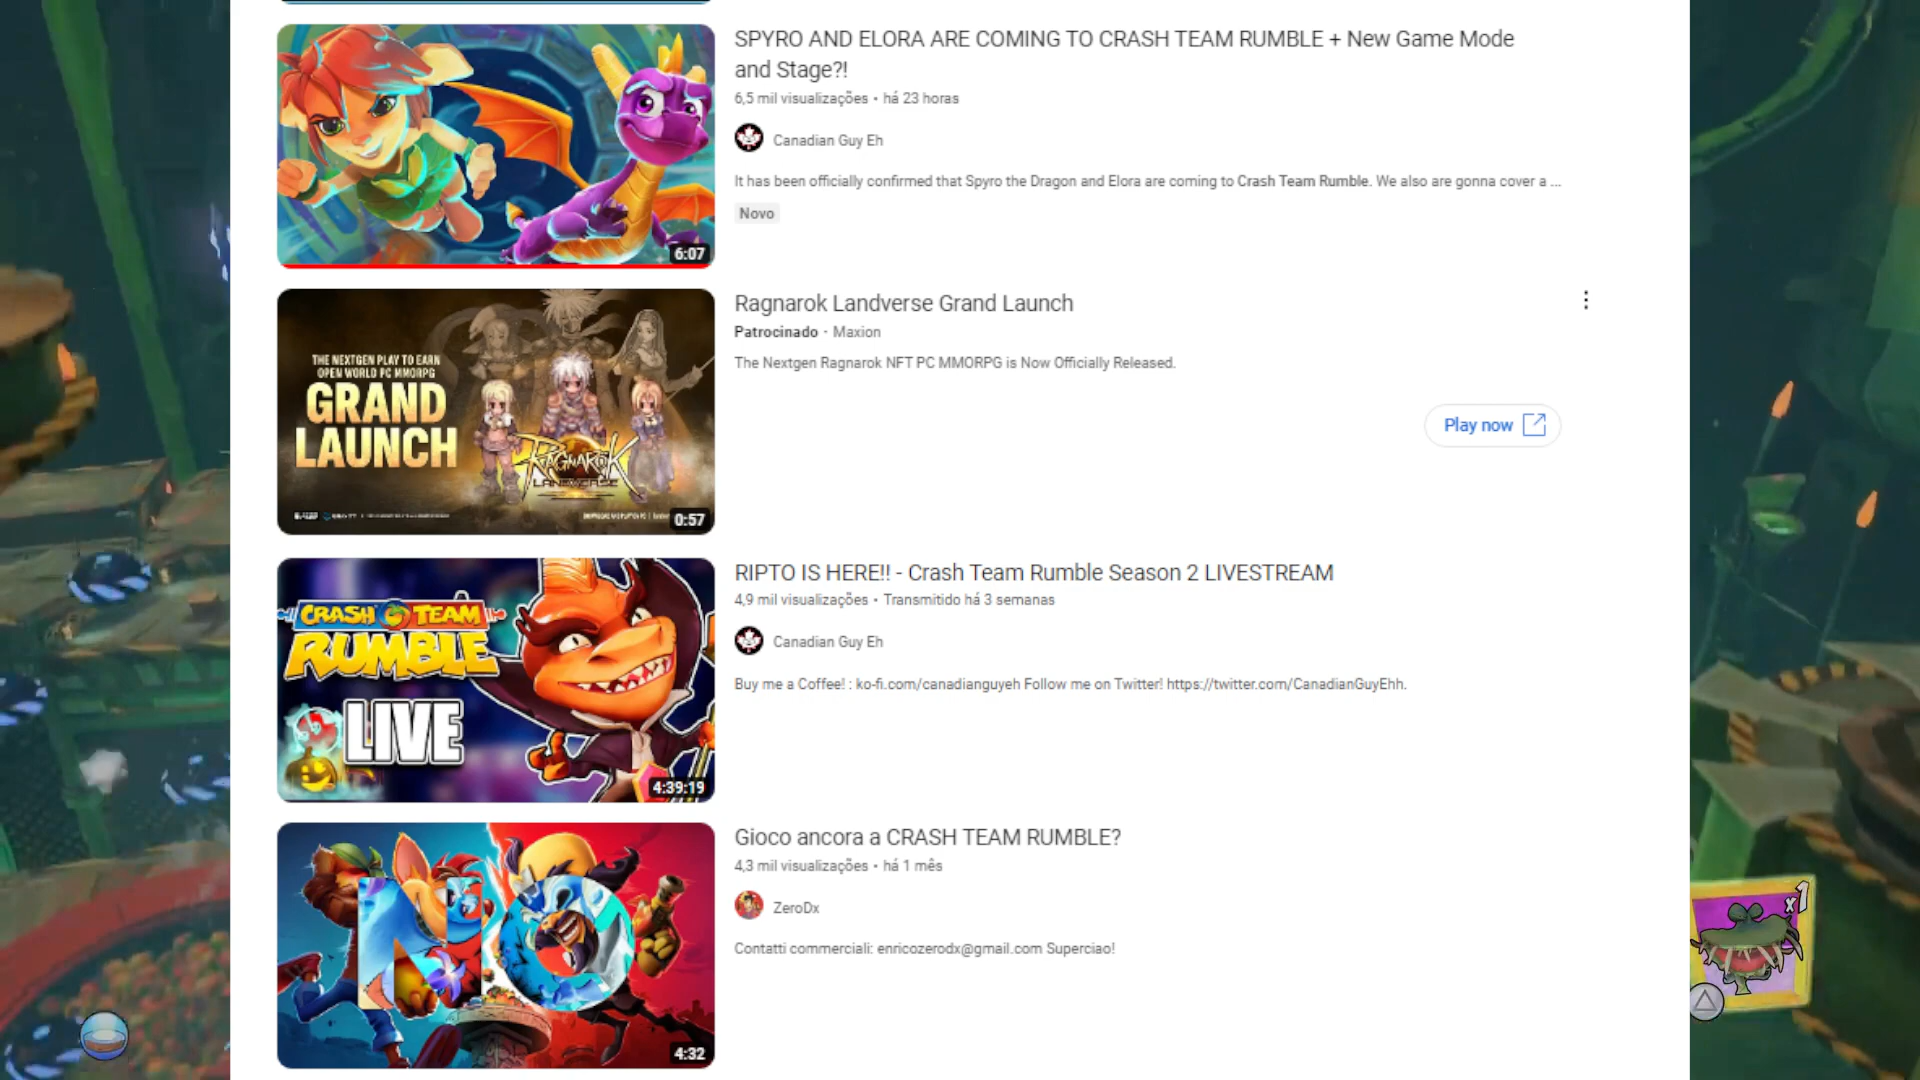 SPYRO AND ELORA ARE COMING TO CRASH TEAM RUMBLE + New Game Mode
and Stage?!
6,5 mil visualizações • há 23 horas
Canadian Guy Eh
It has been officially confirmed that Spyro the Dragon and Elora are coming to Crash Team Rumble. We also are gonna cover a ...
Novo
6:07
THE NEXTGEN PLAY TO EARN
OPEN WORLD PC MMORPG
GRAND
LAUNCH
RAGNAROK
LANDVERSE
0:57
Ragnarok Landverse Grand Launch
Patrocinado · Maxion
The Nextgen Ragnarok NFT PC MMORPG is Now Officially Released.
Play now
CRASH TEAM
RUMBLE
LIVE
4:39:19
RIPTO IS HERE!! - Crash Team Rumble Season 2 LIVESTREAM
4,9 mil visualizações • Transmitido há 3 semanas
Canadian Guy Eh
Buy me a Coffee! : ko-fi.com/canadianguyeh Follow me on Twitter! https://twitter.com/CanadianGuyEhh.
NO
4:32
Gioco ancora a CRASH TEAM RUMBLE?
4,3 mil visualizações • há 1 mês
ZeroDx
Contatti commerciali: enricozerodx@gmail.com Superciao!
x1